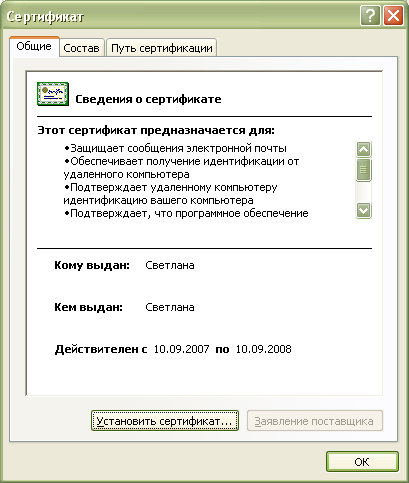 Сертификат
Общие Состав Путь сертификации
Сведения о сертификате
Этот сертификат предназначается для:
•Защищает сообщения электронной почты
•Обеспечивает получение идентификации от
удаленного компьютера
•Подтверждает удаленному компьютеру
идентификацию вашего компьютера
•Подтверждает, что программное обеспечение
Кому выдан: Светлана
Кем выдан: Светлана
Действителен с 10.09.2007 по 10.09.2008
Установить сертификат...
Заявление поставщика
ОК